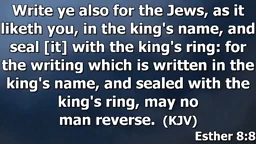 Write ye also for the Jews, as it
liketh you, in the king's name, and
seal [it] with the king's ring: for
the writing which is written in the
king's name, and sealed with the
king's ring, may no
man reverse. (KJV)
Esther 8:8